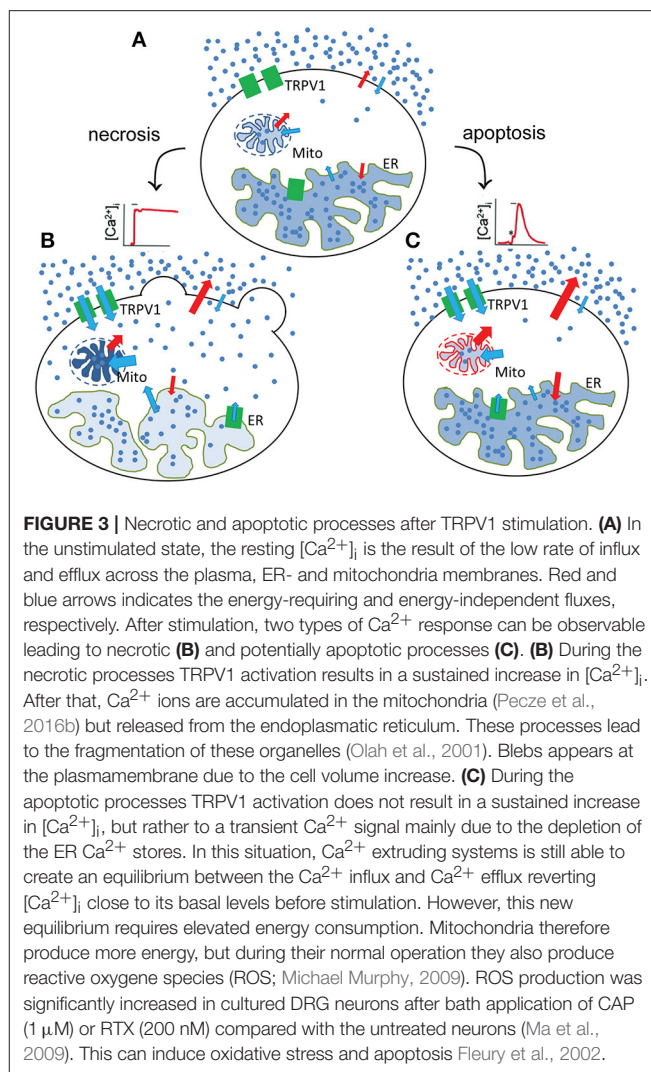 A
TRPV1
necrosis
apoptosis
Mito
ER
[Ca²⁺]ᵢ
[Ca²⁺]ᵢ
*
B
C
TRPV1
TRPV1
Mito
Mito
ER
ER
FIGURE 3 | Necrotic and apoptotic processes after TRPV1 stimulation. (A) In
the unstimulated state, the resting [Ca²⁺]ᵢ is the result of the low rate of influx
and efflux across the plasma, ER- and mitochondria membranes. Red and
blue arrows indicates the energy-requiring and energy-independent fluxes,
respectively. After stimulation, two types of Ca²⁺ response can be observable
leading to necrotic (B) and potentially apoptotic processes (C). (B) During the
necrotic processes TRPV1 activation results in a sustained increase in [Ca²⁺]ᵢ.
After that, Ca²⁺ ions are accumulated in the mitochondria (Pecze et al.,
2016b) but released from the endoplasmatic reticulum. These processes lead
to the fragmentation of these organelles (Olah et al., 2001). Blebs appears at
the plasmamembrane due to the cell volume increase. (C) During the
apoptotic processes TRPV1 activation does not result in a sustained increase
in [Ca²⁺]ᵢ, but rather to a transient Ca²⁺ signal mainly due to the depletion of
the ER Ca²⁺ stores. In this situation, Ca²⁺ extruding systems is still able to
create an equilibrium between the Ca²⁺ influx and Ca²⁺ efflux reverting
[Ca²⁺]ᵢ close to its basal levels before stimulation. However, this new
equilibrium requires elevated energy consumption. Mitochondria therefore
produce more energy, but during their normal operation they also produce
reactive oxygene species (ROS; Michael Murphy, 2009). ROS production was
significantly increased in cultured DRG neurons after bath application of CAP
(1 μM) or RTX (200 nM) compared with the untreated neurons (Ma et al.,
2009). This can induce oxidative stress and apoptosis Fleury et al., 2002.